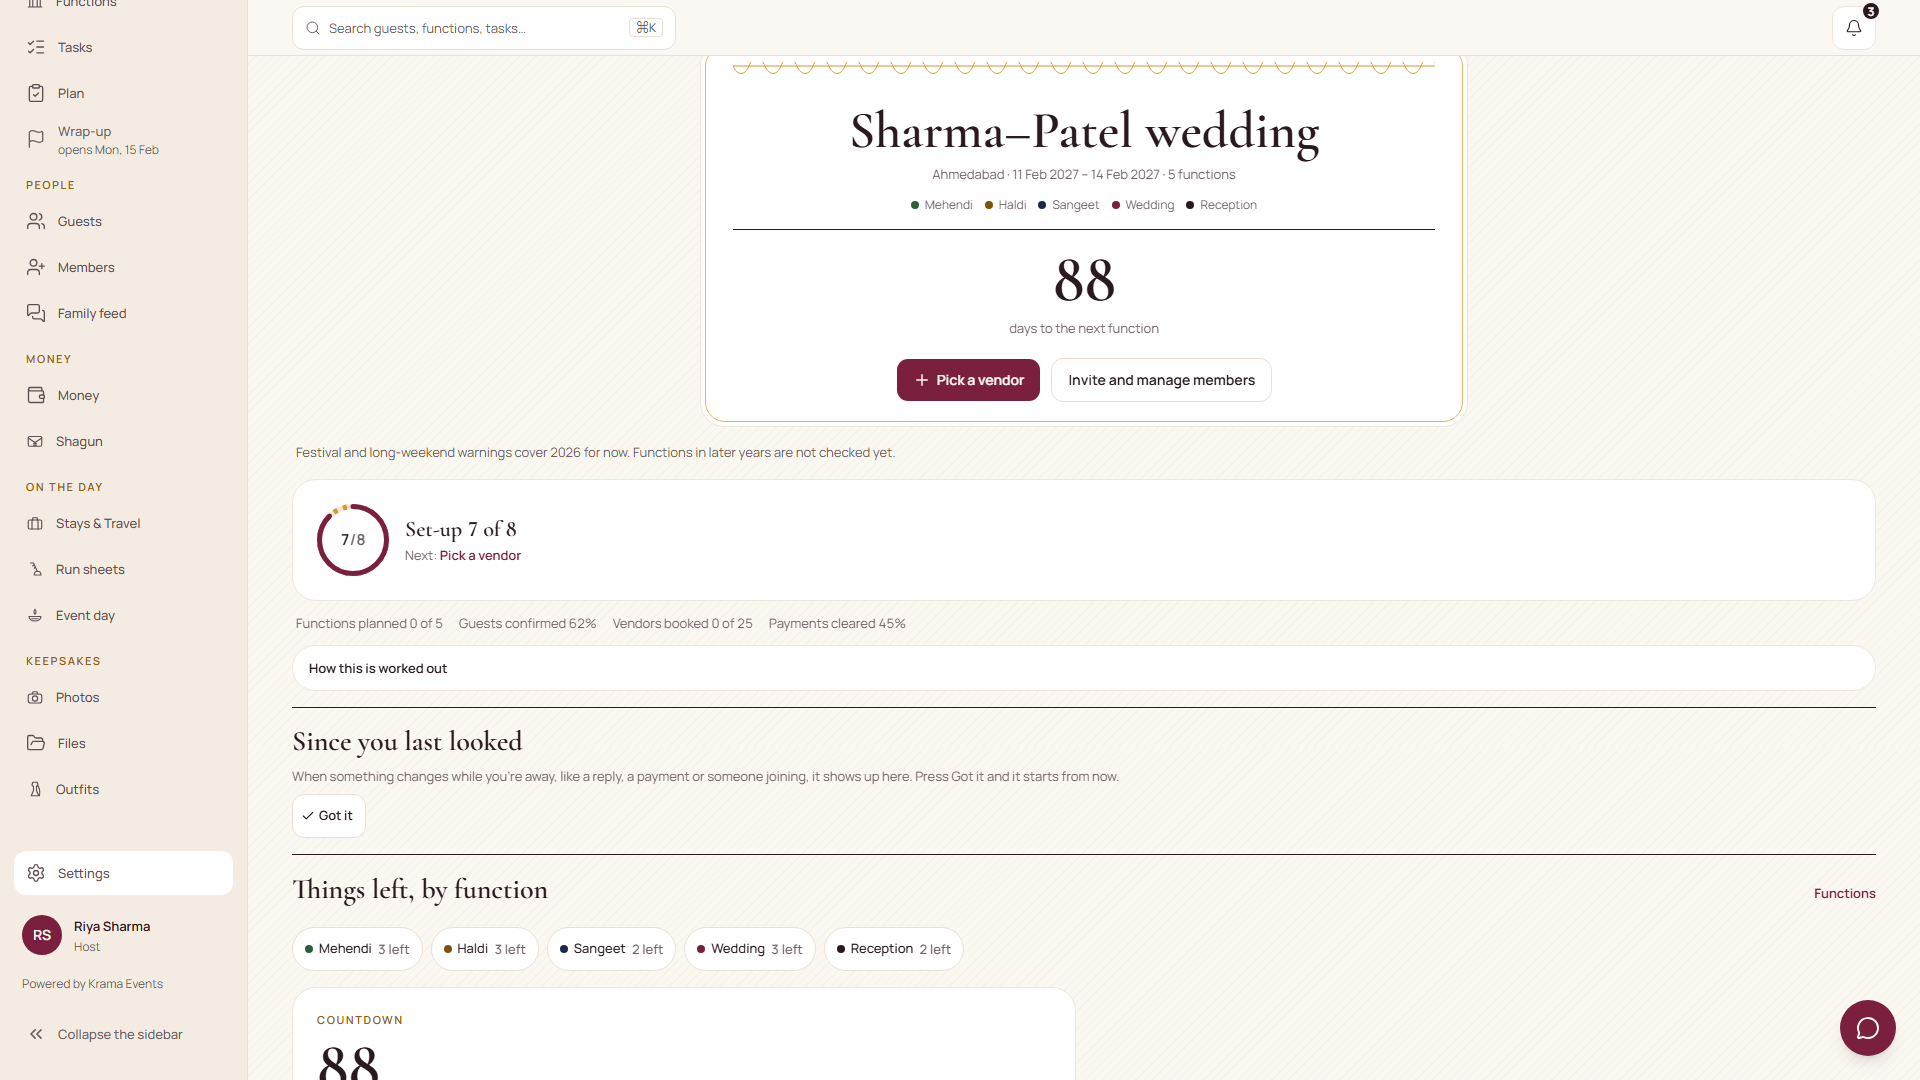 Functions
Tasks
Plan
Wrap-up
opens Mon, 15 Feb
PEOPLE
Guests
Members
Family feed
MONEY
Money
Shagun
ON THE DAY
Stays & Travel
Run sheets
Event day
KEEPSAKES
Photos
Files
Outfits
Settings
RS
Riya Sharma
Host
Powered by Krama Events
Collapse the sidebar
Search guests, functions, tasks...
⌘K
3
Sharma–Patel wedding
Ahmedabad · 11 Feb 2027 – 14 Feb 2027 · 5 functions
Mehendi Haldi Sangeet Wedding Reception
88
days to the next function
Pick a vendor
Invite and manage members
Festival and long-weekend warnings cover 2026 for now. Functions in later years are not checked yet.
7/8
Set-up 7 of 8
Next: Pick a vendor
Functions planned 0 of 5 Guests confirmed 62% Vendors booked 0 of 25 Payments cleared 45%
How this is worked out
Since you last looked
When something changes while you're away, like a reply, a payment or someone joining, it shows up here. Press Got it and it starts from now.
Got it
Things left, by function
Functions
Mehendi 3 left Haldi 3 left Sangeet 2 left Wedding 3 left Reception 2 left
COUNTDOWN
88